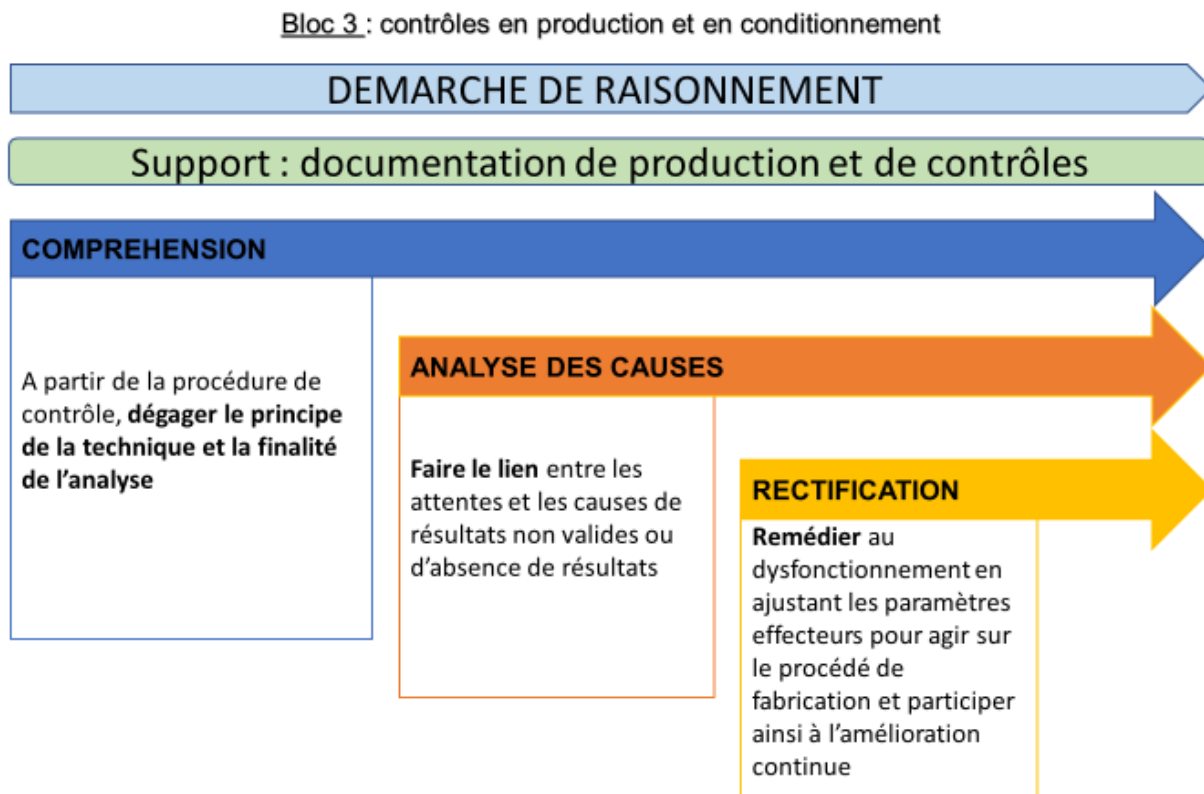 Bloc 3 : contrôles en production et en conditionnement
DEMARCHE DE RAISONNEMENT
Support : documentation de production et de contrôles
COMPREHENSION
A partir de la procédure de
contrôle, dégager le principe
de la technique et la finalité
de l'analyse
ANALYSE DES CAUSES
Faire le lien entre les
attentes et les causes de
résultats non valides ou
d'absence de résultats
RECTIFICATION
Remédier au
dysfonctionnement en
ajustant les paramètres
effecteurs pour agir sur
le procédé de
fabrication et participer
ainsi à l'amélioration
continue